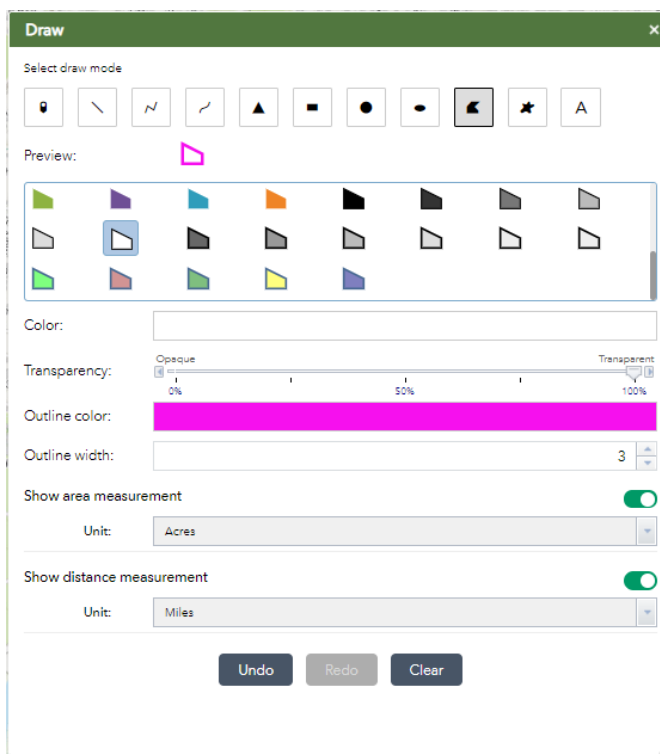 Draw ×
Select draw mode
A
Preview:
Color:
Opaque Transparent
Transparency:
0% 50% 100%
Outline color:
Outline width: 3
Show area measurement
Unit: Acres
Show distance measurement
Unit: Miles
Undo Redo Clear